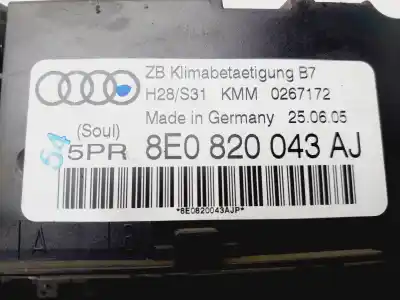 ZB Klimabetaetigung B7
H28/S31 KMM 0267172
Made in Germany 25.06.05
(Soul)
5PR 8E0 820 043 AJ
64
*8E0820043AJP*